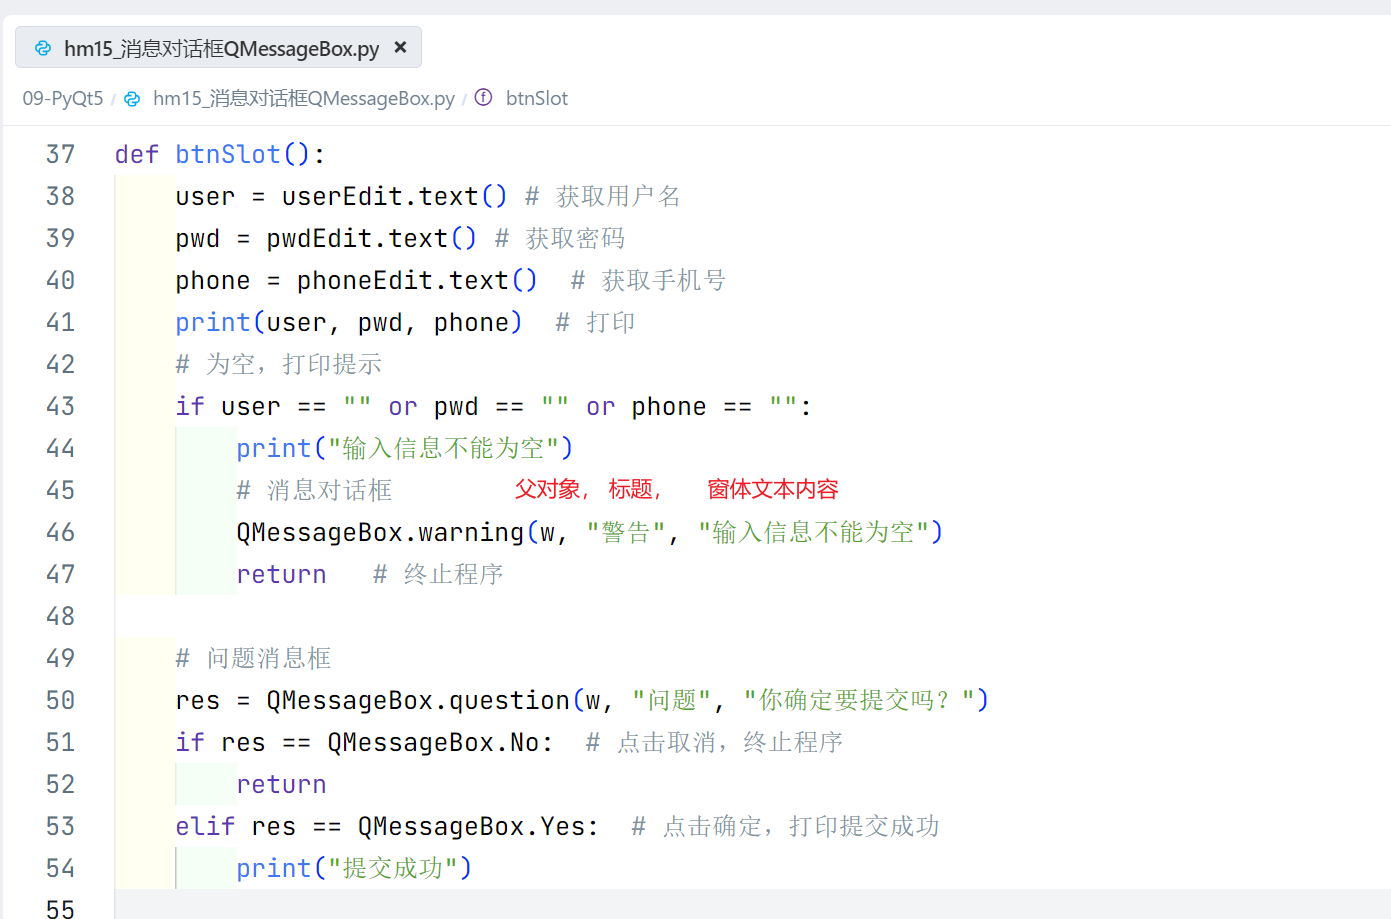 hm15_消息对话框QMessageBox.py ×
09-PyQt5 / hm15_消息对话框QMessageBox.py / f btnSlot
37 def btnSlot():
38     user = userEdit.text() # 获取用户名
39     pwd = pwdEdit.text() # 获取密码
40     phone = phoneEdit.text()  # 获取手机号
41     print(user, pwd, phone)  # 打印
42     # 为空，打印提示
43     if user == "" or pwd == "" or phone == "":
44         print("输入信息不能为空")
45         # 消息对话框 父对象， 标题， 窗体文本内容
46         QMessageBox.warning(w, "警告", "输入信息不能为空")
47         return   # 终止程序
48
49     # 问题消息框
50     res = QMessageBox.question(w, "问题", "你确定要提交吗？")
51     if res == QMessageBox.No:  # 点击取消，终止程序
52         return
53     elif res == QMessageBox.Yes:  # 点击确定，打印提交成功
54         print("提交成功")
55